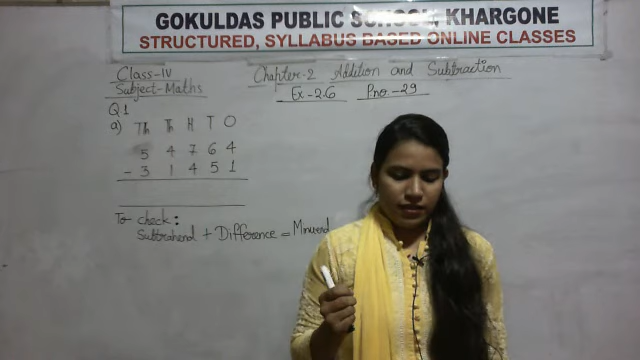 GOKULDAS PUBLIC SCHOOL, KHARGONE
STRUCTURED, SYLLABUS BASED ONLINE CLASSES
Class-IV
Subject-Maths
Chapter-2 Addition and Subtraction
Ex-2.6 P.no.-29
Q1
a) TTh Th H T O
5 4 7 6 4
- 3 1 4 5 1
To check:
Subtrahend + Difference = Minuend